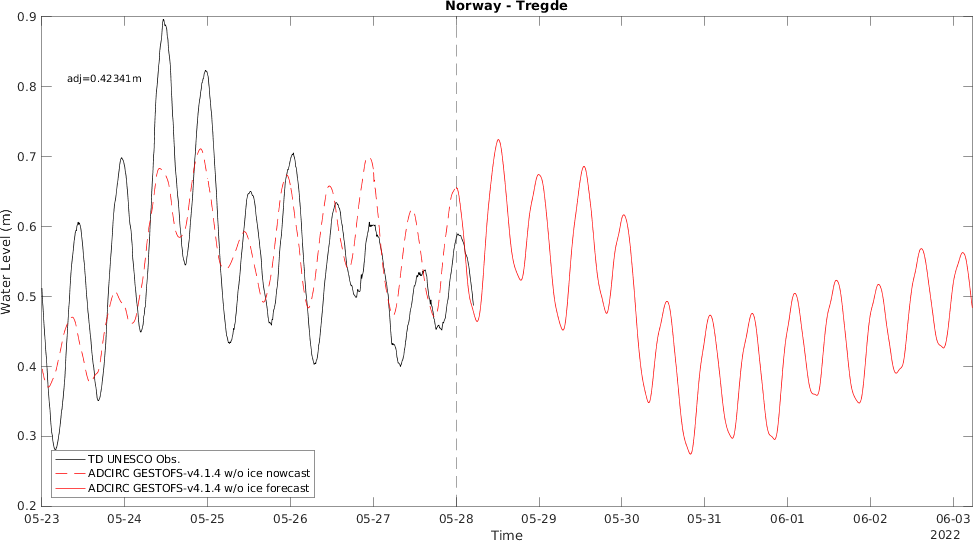 Norway - Tregde
0.9
0.8
0.7
0.6
0.5
0.4
0.3
0.2
Water Level (m)
adj=0.42341m
TD UNESCO Obs.
ADCIRC GESTOFS-v4.1.4 w/o ice nowcast
ADCIRC GESTOFS-v4.1.4 w/o ice forecast
05-23 05-24 05-25 05-26 05-27 05-28 05-29 05-30 05-31 06-01 06-02 06-03
Time 2022